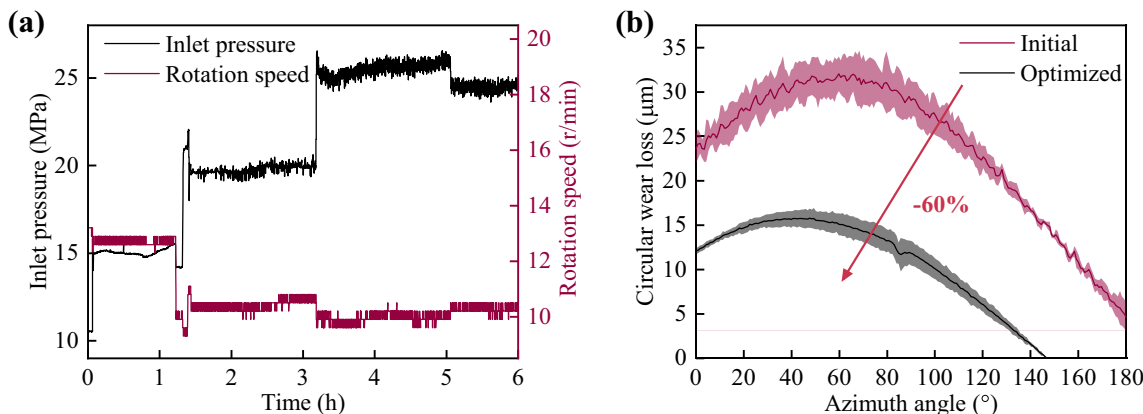 (a)
Inlet pressure
Rotation speed
Inlet pressure (MPa)
25
20
15
10
0 1 2 3 4 5 6
Time (h)
20
18
16
14
12
10
Rotation speed (r/min)
(b)
Initial
Optimized
-60%
Circular wear loss (μm)
35
30
25
20
15
10
5
0
0 20 40 60 80 100 120 140 160 180
Azimuth angle (°)